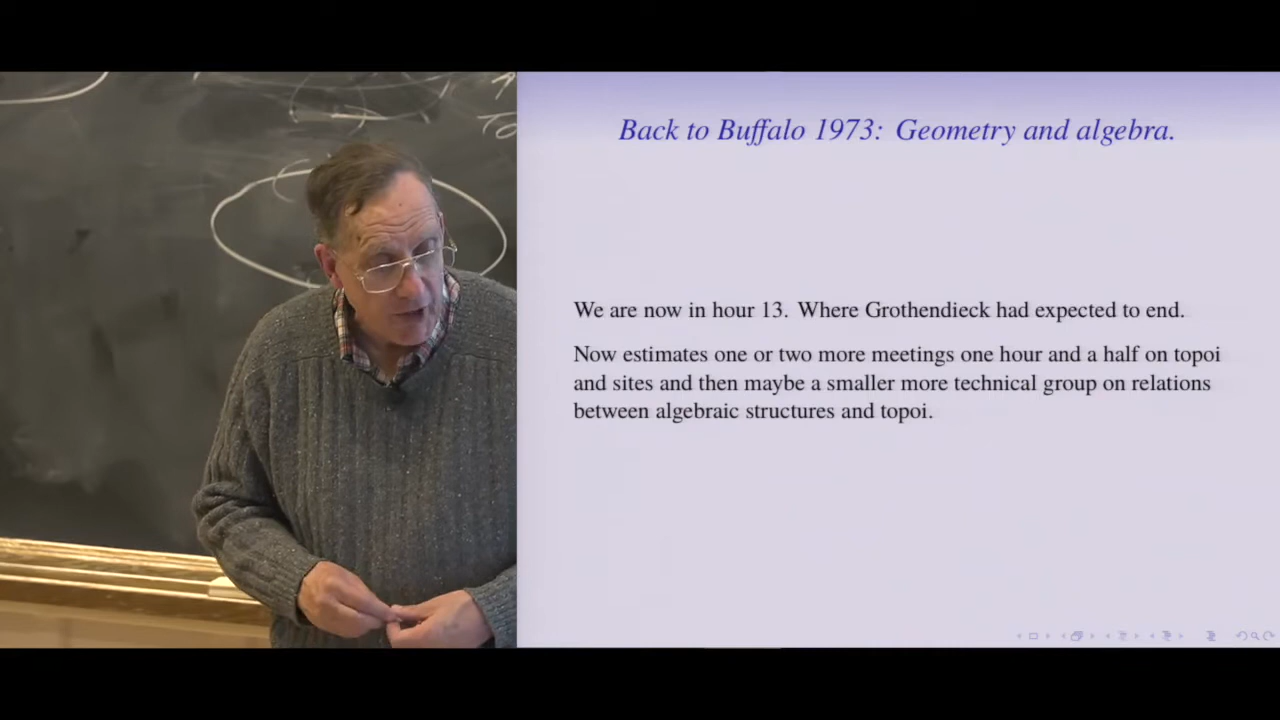 Back to Buffalo 1973: Geometry and algebra.
We are now in hour 13. Where Grothendieck had expected to end.
Now estimates one or two more meetings one hour and a half on topoi
and sites and then maybe a smaller more technical group on relations
between algebraic structures and topoi.